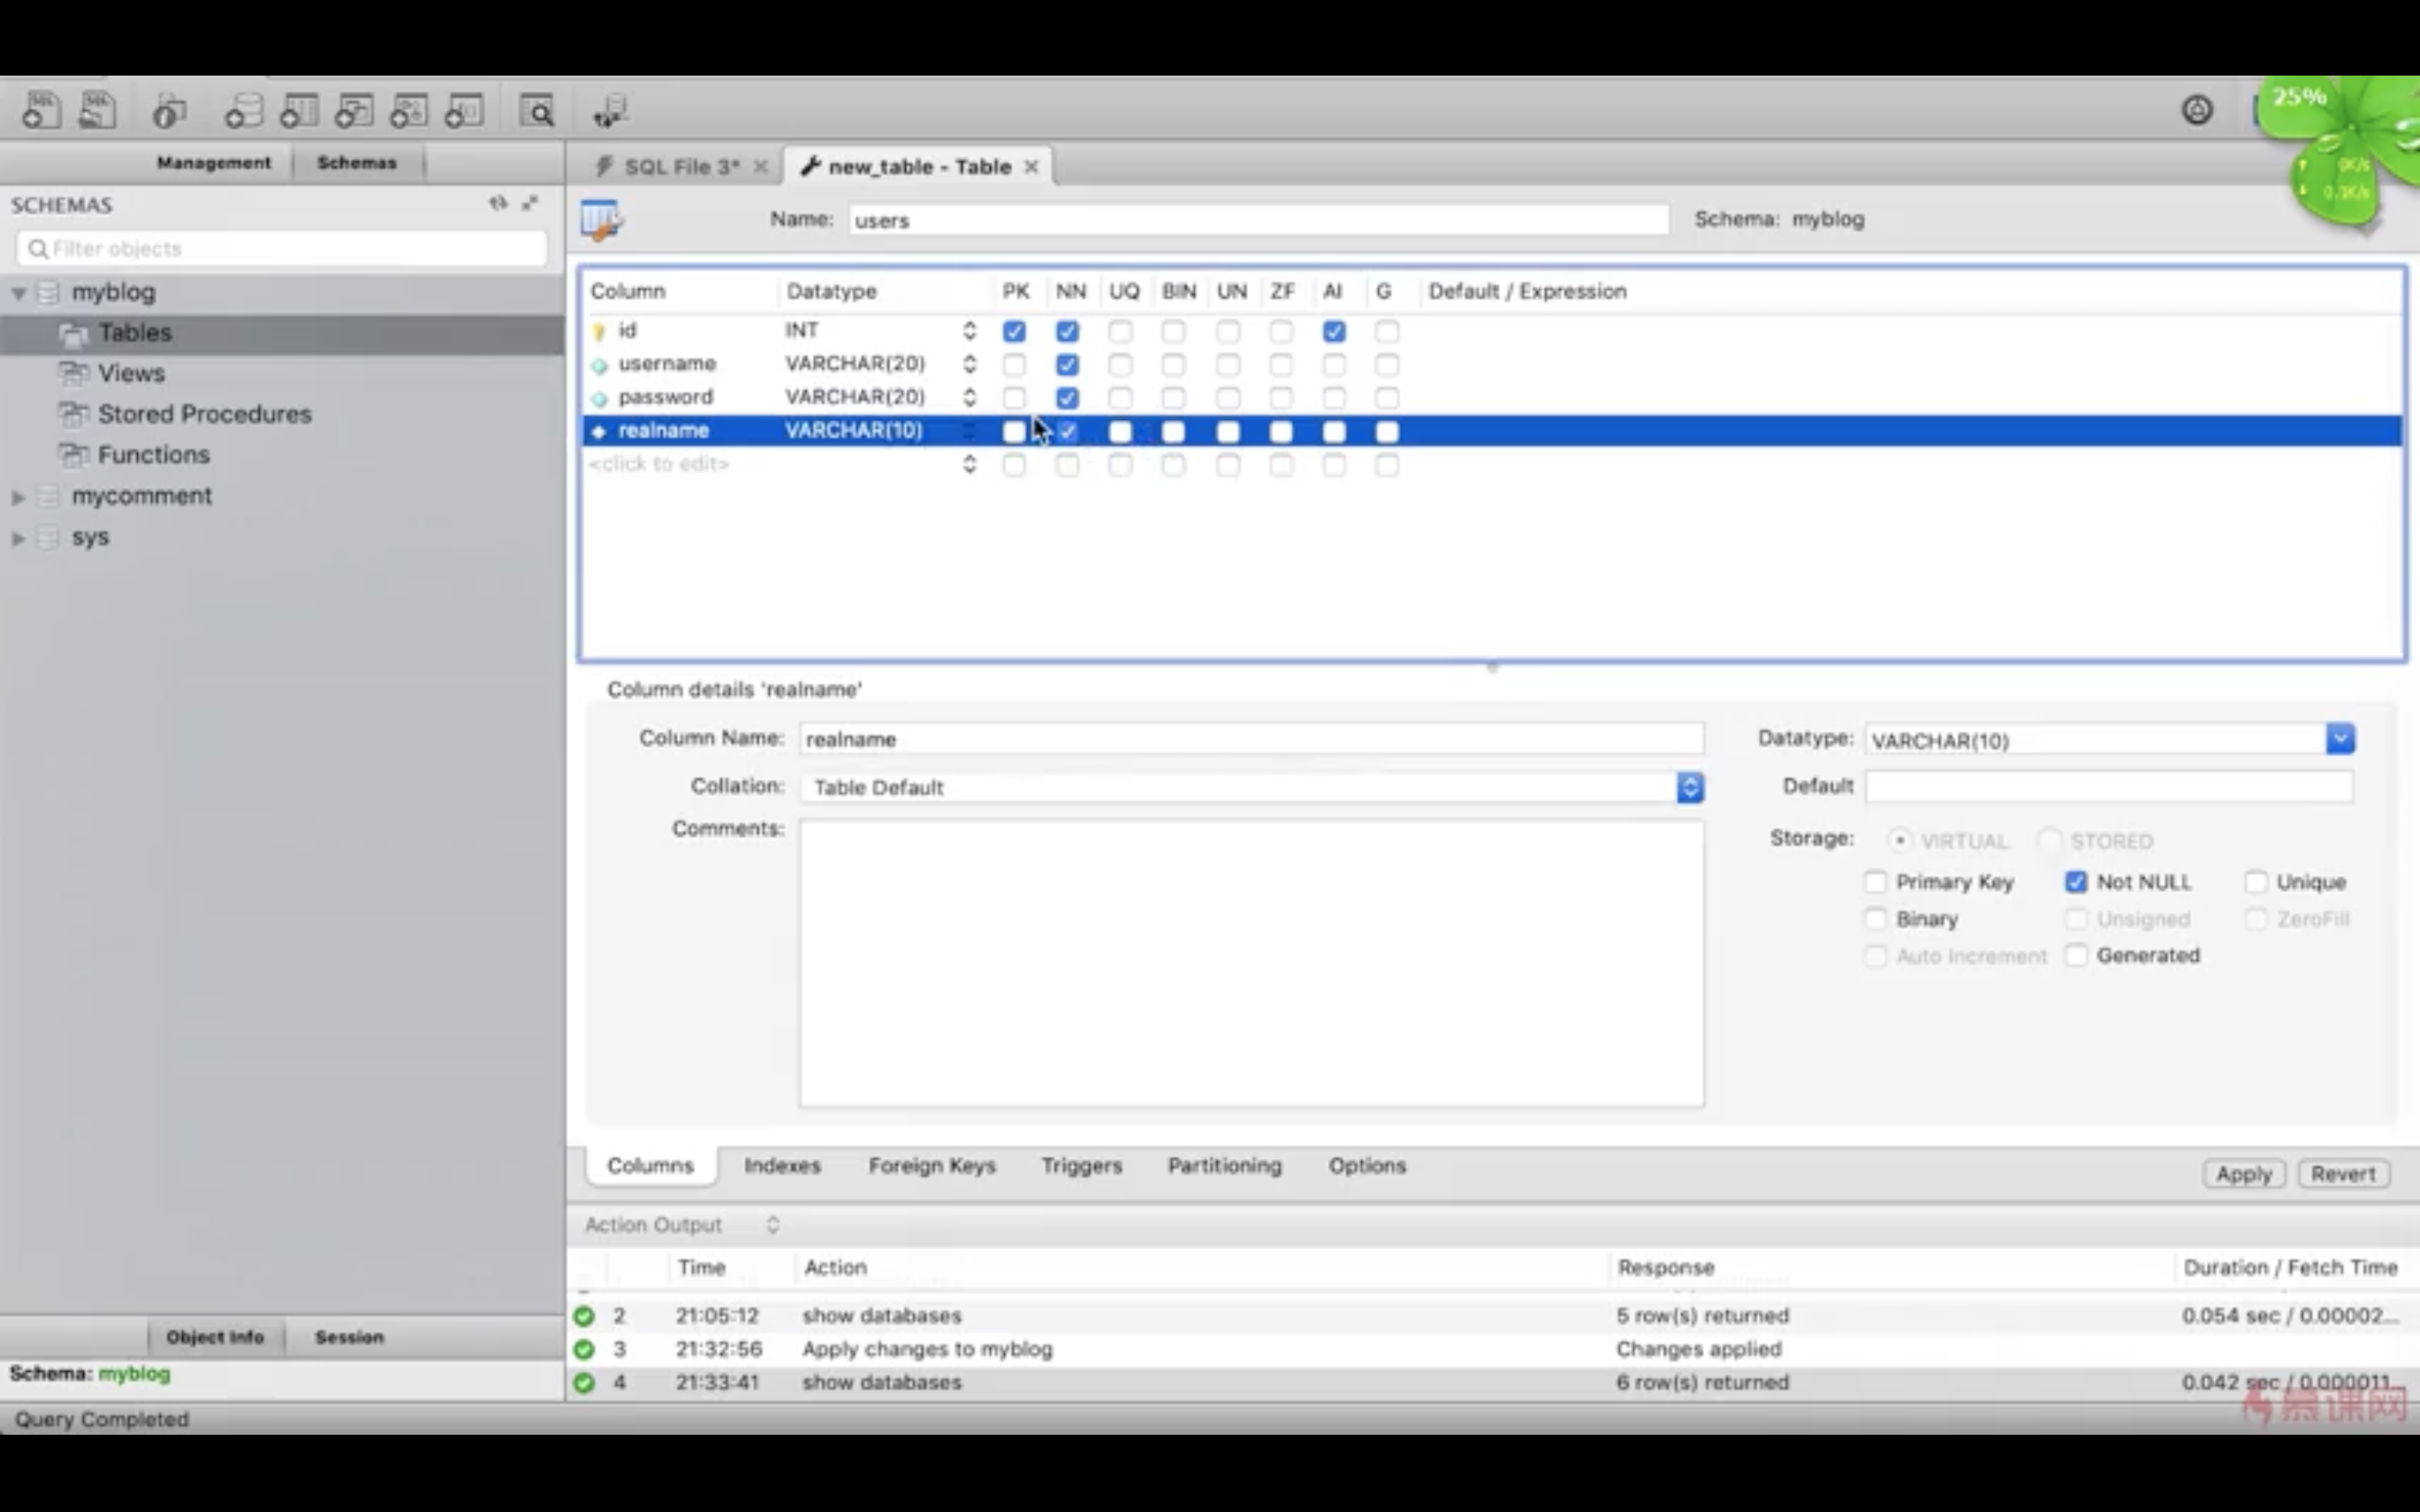 25%
0K/s
0.3K/s
Management Schemas
SQL File 3* new_table - Table
SCHEMAS
Name: users Schema: myblog
Filter objects
myblog
Tables
Views
Stored Procedures
Functions
mycomment
sys
Column Datatype PK NN UQ BIN UN ZF AI G Default / Expression
id INT
username VARCHAR(20)
password VARCHAR(20)
realname VARCHAR(10)
<click to edit>
Column details 'realname'
Column Name: realname Datatype: VARCHAR(10)
Collation: Table Default Default
Comments: Storage: VIRTUAL STORED
Primary Key Not NULL Unique
Binary Unsigned ZeroFill
Auto Increment Generated
Columns Indexes Foreign Keys Triggers Partitioning Options Apply Revert
Action Output
Time Action Response Duration / Fetch Time
2 21:05:12 show databases 5 row(s) returned 0.054 sec / 0.00002...
3 21:32:56 Apply changes to myblog Changes applied
4 21:33:41 show databases 6 row(s) returned 0.042 sec / 0.000011...
Object Info Session
Schema: myblog
Query Completed
慕课网